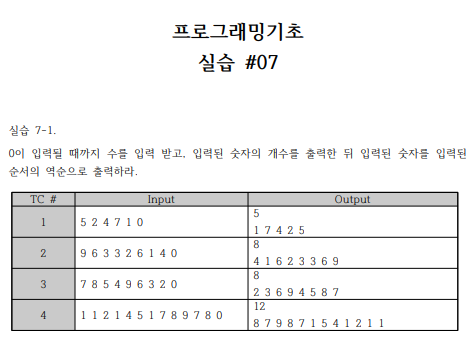 프로그래밍기초
실습 #07
실습 7-1.
0이 입력될 때까지 수를 입력 받고, 입력된 숫자의 개수를 출력한 뒤 입력된 숫자를 입력된
순서의 역순으로 출력하라.
TC # Input Output
1 5 2 4 7 1 0 5
1 7 4 2 5
2 9 6 3 3 2 6 1 4 0 8
4 1 6 2 3 3 6 9
3 7 8 5 4 9 6 3 2 0 8
2 3 6 9 4 5 8 7
4 1 1 2 1 4 5 1 7 8 9 7 8 0 12
8 7 9 8 7 1 5 4 1 2 1 1